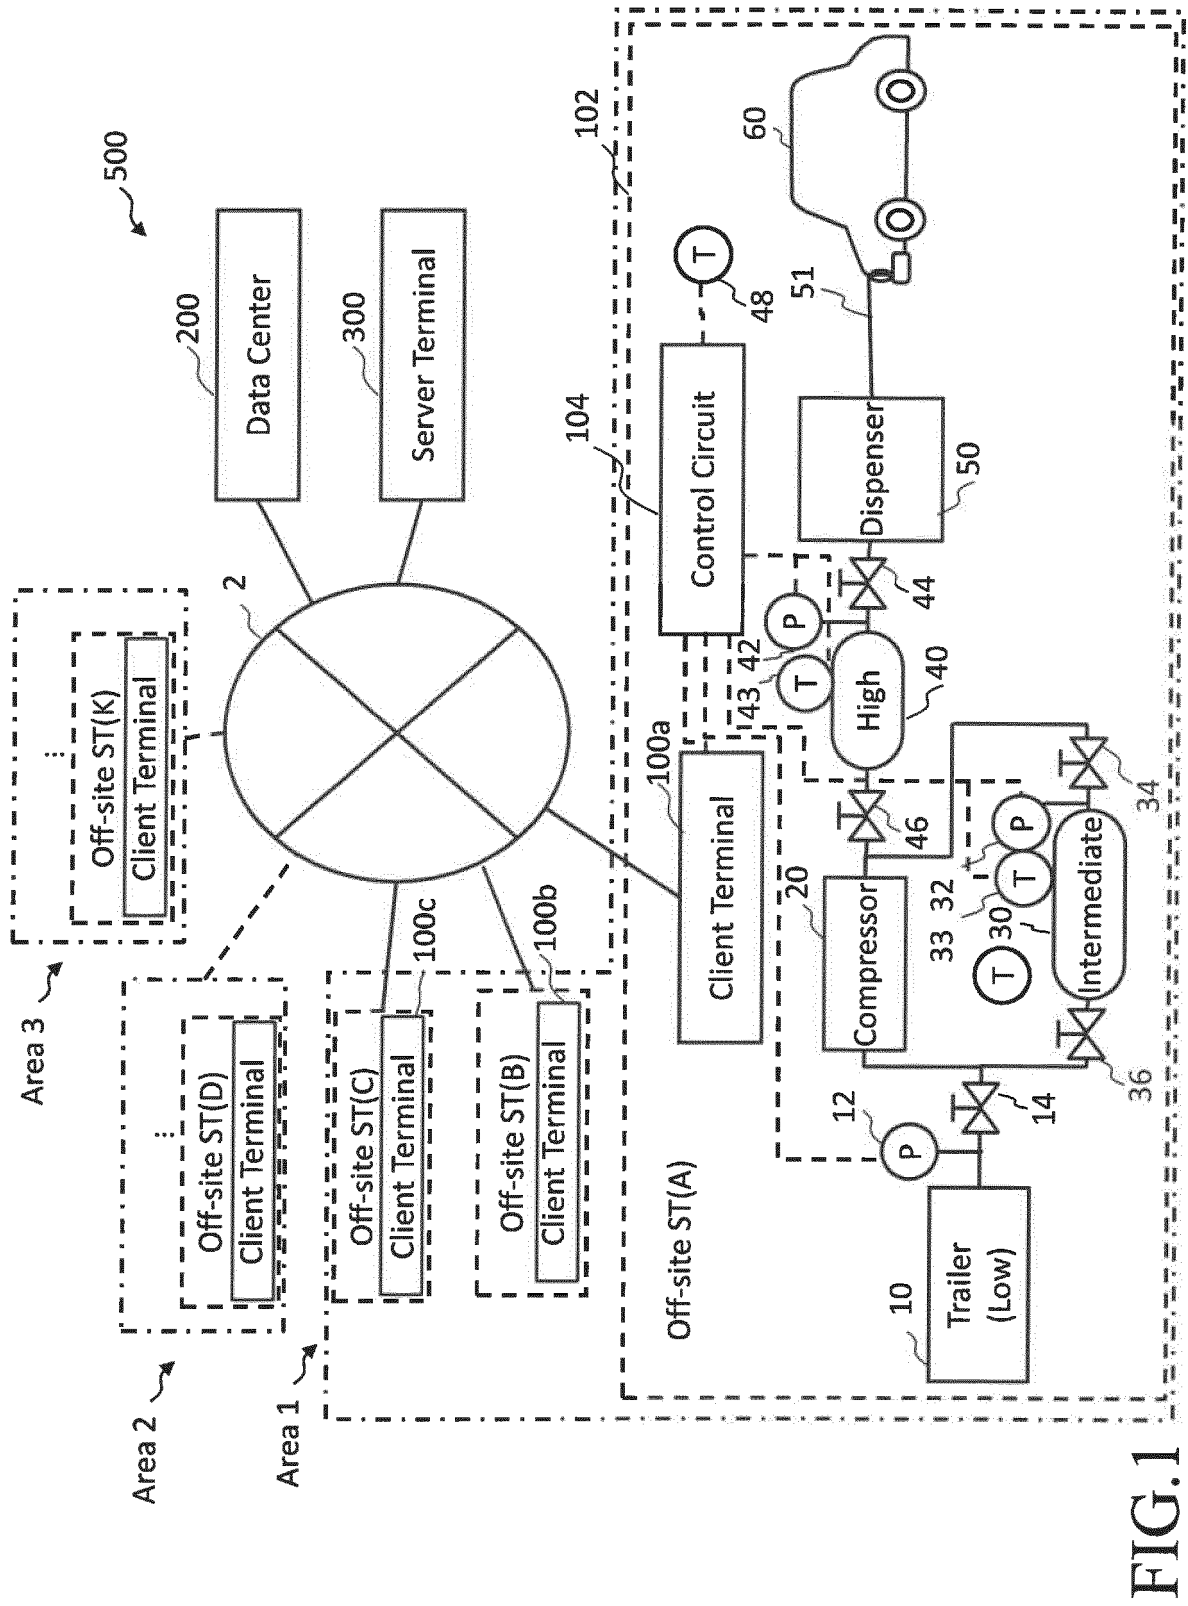 Area 3
⋮
Off-site ST(K)
Client Terminal
Area 2
⋮
Off-site ST(D)
Client Terminal
Area 1
Off-site ST(C)
Client Terminal
100c
Off-site ST(B)
Client Terminal
100b
2
500
200
Data Center
300
Server Terminal
102
Off-site ST(A)
100a
Client Terminal
104
Control Circuit
T
48
10
Trailer
(Low)
12
P
14
20
Compressor
46
43
T
42
P
High
40
44
Dispenser
50
51
60
36
T
30
33
T
32
P
Intermediate
34
FIG.1